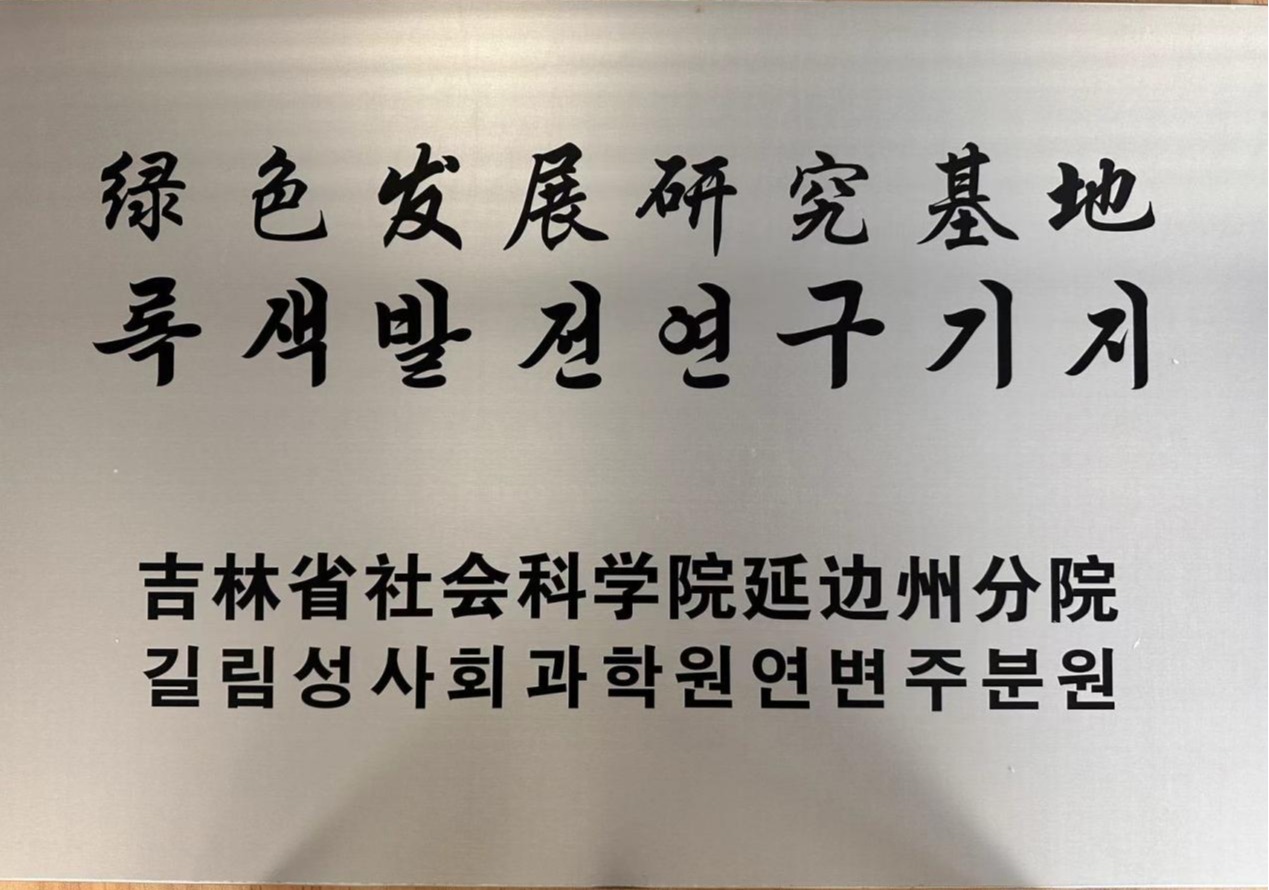 绿色发展研究基地
록색발전연구기지
吉林省社会科学院延边州分院
길림성사회과학원연변주분원